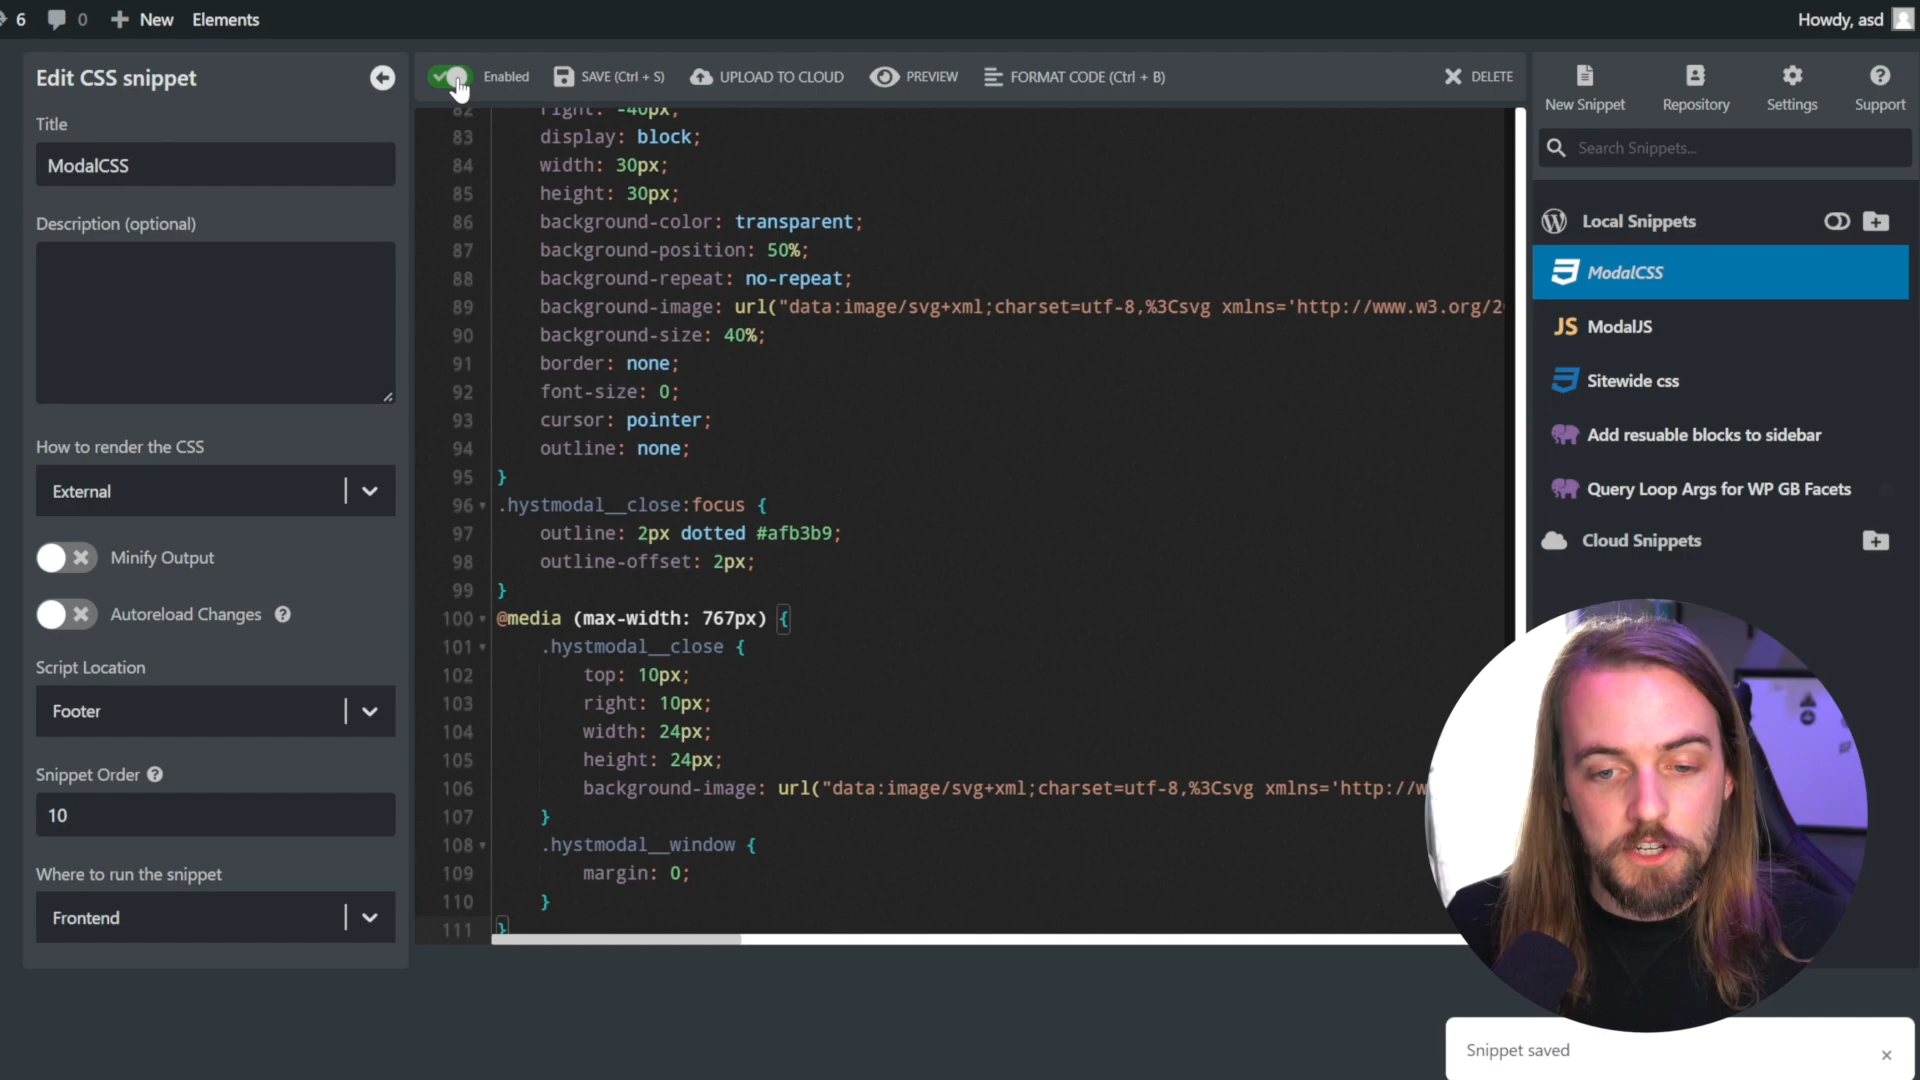 6 0 New Elements
Howdy, asd
Edit CSS snippet
Title
ModalCSS
Description (optional)
How to render the CSS
External
Minify Output
Autoreload Changes ?
Script Location
Footer
Snippet Order ?
10
Where to run the snippet
Frontend
Enabled SAVE (Ctrl + S) UPLOAD TO CLOUD PREVIEW FORMAT CODE (Ctrl + B) DELETE
82 right: -40px;
83 display: block;
84 width: 30px;
85 height: 30px;
86 background-color: transparent;
87 background-position: 50%;
88 background-repeat: no-repeat;
89 background-image: url("data:image/svg+xml;charset=utf-8,%3Csvg xmlns='http://www.w3.org/2
90 background-size: 40%;
91 border: none;
92 font-size: 0;
93 cursor: pointer;
94 outline: none;
95 }
96 .hystmodal__close:focus {
97 outline: 2px dotted #afb3b9;
98 outline-offset: 2px;
99 }
100 @media (max-width: 767px) {
101 .hystmodal__close {
102 top: 10px;
103 right: 10px;
104 width: 24px;
105 height: 24px;
106 background-image: url("data:image/svg+xml;charset=utf-8,%3Csvg xmlns='http://w
107 }
108 .hystmodal__window {
109 margin: 0;
110 }
111 }
New Snippet Repository Settings Support
Search Snippets...
Local Snippets
ModalCSS
JS ModalJS
Sitewide css
Add resuable blocks to sidebar
Query Loop Args for WP GB Facets
Cloud Snippets
Snippet saved ×